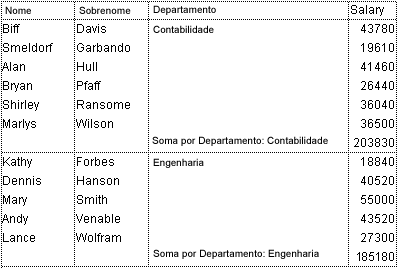 Nome Sobrenome Departamento Salary
Biff Davis Contabilidade 43780
Smeldorf Garbando 19610
Alan Hull 41460
Bryan Pfaff 26440
Shirley Ransome 36040
Marlys Wilson 36500
Soma por Departamento: Contabilidade 203830
Kathy Forbes Engenharia 18840
Dennis Hanson 40520
Mary Smith 55000
Andy Venable 43520
Lance Wolfram 27300
Soma por Departamento: Engenharia 185180